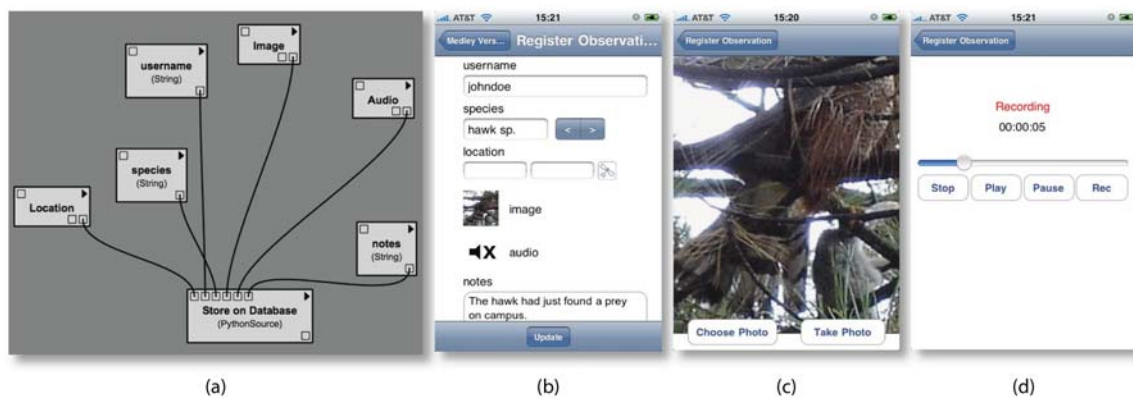 Image
username
(String)
Audio
species
(String)
Location
notes
(String)
Store on Database
(PythonSource)
(a)
AT&T 15:21
Medley Vers... Register Observati...
username
johndoe
species
hawk sp. < >
location
image
audio
notes
The hawk had just found a prey
on campus.
Update
(b)
AT&T 15:20
Register Observation
Choose Photo Take Photo
(c)
AT&T 15:21
Register Observation
Recording
00:00:05
Stop Play Pause Rec
(d)